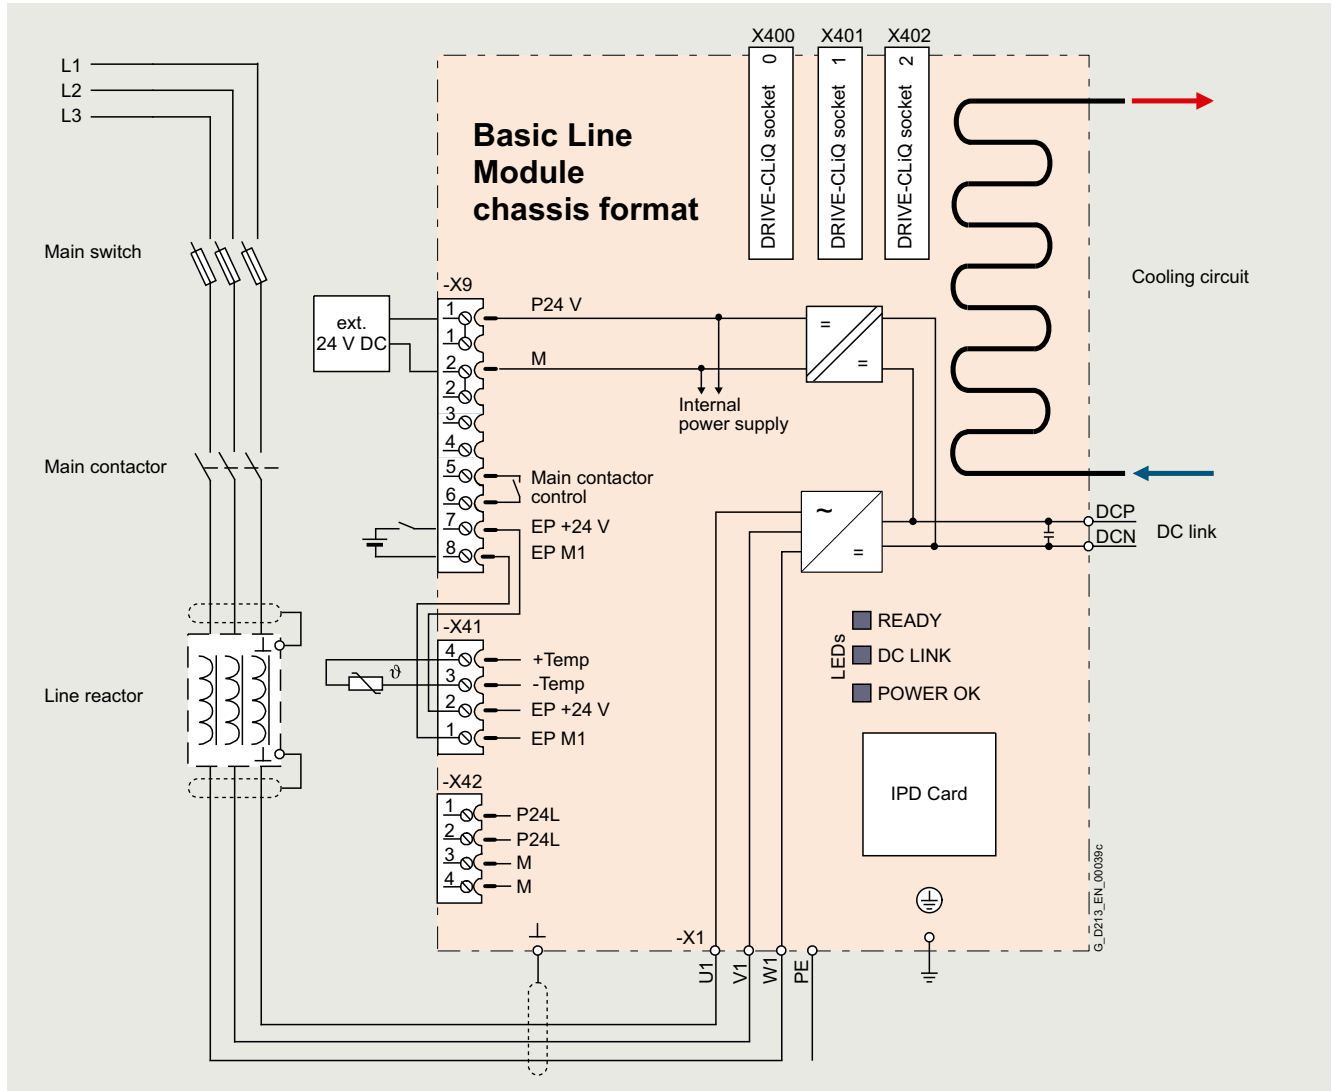 X400 X401 X402
L1
L2
L3
DRIVE-CLiQ socket 0
DRIVE-CLiQ socket 1
DRIVE-CLiQ socket 2
Basic Line
Module
chassis format
Main switch
Cooling circuit
-X9
ext.
24 V DC
1
1
2
2
3
4
5
6
7
8
P24 V
M
=
=
Internal
power supply
Main contactor
Main contactor
control
EP +24 V
EP M1
~
=
DCP
DCN
DC link
LEDs
READY
DC LINK
POWER OK
-X41
ϑ
4 +Temp
3 -Temp
2 EP +24 V
1 EP M1
Line reactor
-X42
1 P24L
2 P24L
3 M
4 M
IPD Card
G_D213_EN_00039c
-X1
U1
V1
W1
PE